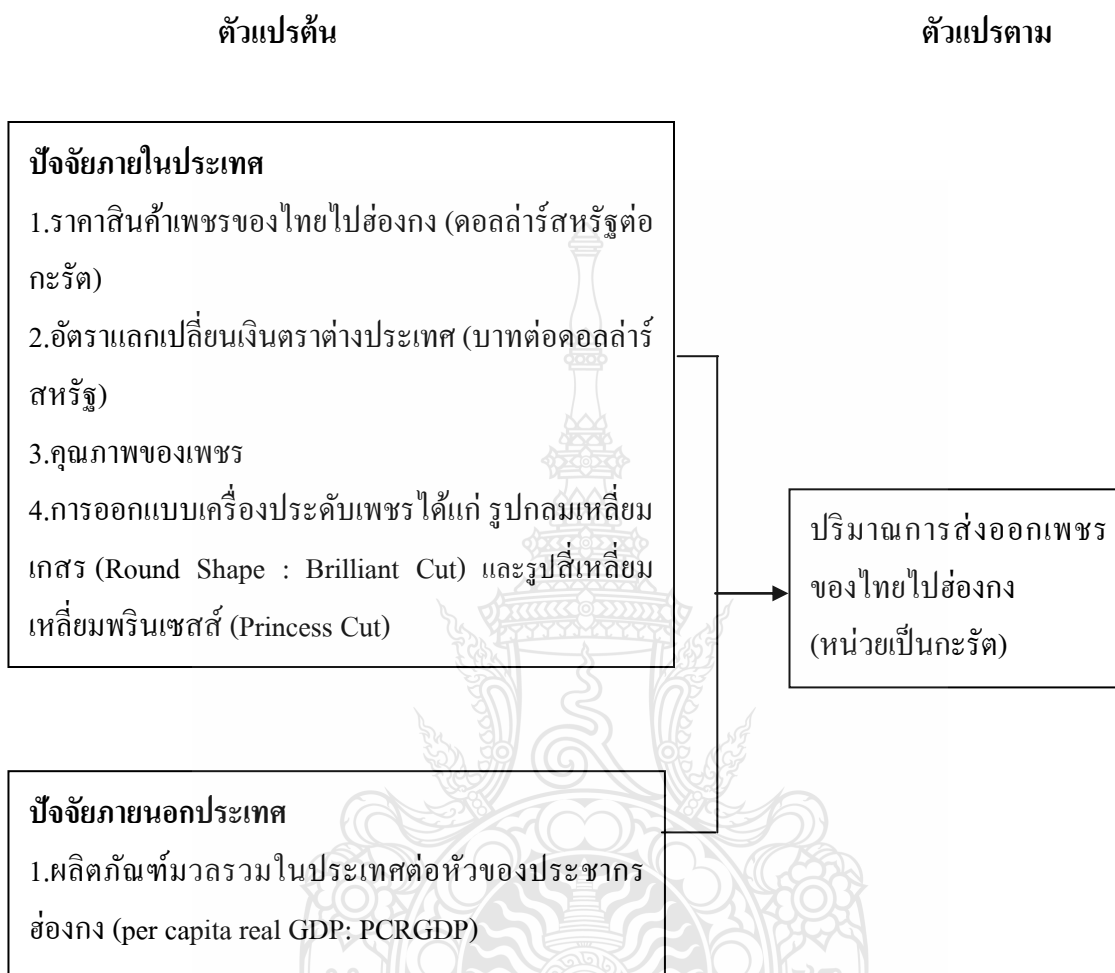 ตัวแปรต้น ตัวแปรตาม
ปัจจัยภายในประเทศ
1.ราคาสินค้าเพชรของไทยไปฮ่องกง (ดอลล่าร์สหรัฐต่อ
กะรัต)
2.อัตราแลกเปลี่ยนเงินตราต่างประเทศ (บาทต่อดอลล่าร์
สหรัฐ)
3.คุณภาพของเพชร
4.การออกแบบเครื่องประดับเพชรได้แก่ รูปกลมเหลี่ยม
เกสร (Round Shape : Brilliant Cut) และรูปสี่เหลี่ยม
เหลี่ยมพรินเซสส์ (Princess Cut)
ปริมาณการส่งออกเพชร
ของไทยไปฮ่องกง
(หน่วยเป็นกะรัต)
ปัจจัยภายนอกประเทศ
1.ผลิตภัณฑ์มวลรวมในประเทศต่อหัวของประชากร
ฮ่องกง (per capita real GDP: PCRGDP)